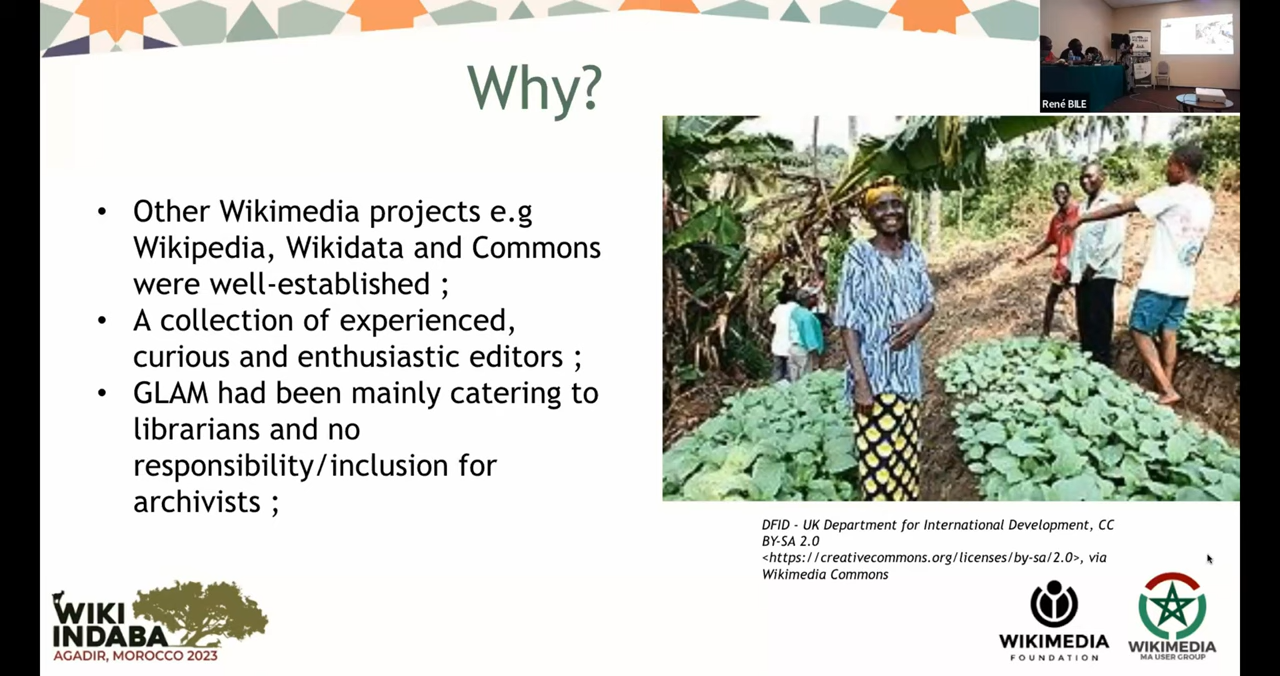 René BILE
Why?
• Other Wikimedia projects e.g
Wikipedia, Wikidata and Commons
were well-established ;
• A collection of experienced,
curious and enthusiastic editors ;
• GLAM had been mainly catering to
librarians and no
responsibility/inclusion for
archivists ;
DFID - UK Department for International Development, CC
BY-SA 2.0
<https://creativecommons.org/licenses/by-sa/2.0>, via
Wikimedia Commons
WIKI
INDABA
AGADIR, MOROCCO 2023
WIKIMEDIA
FOUNDATION
WIKIMEDIA
MA USER GROUP